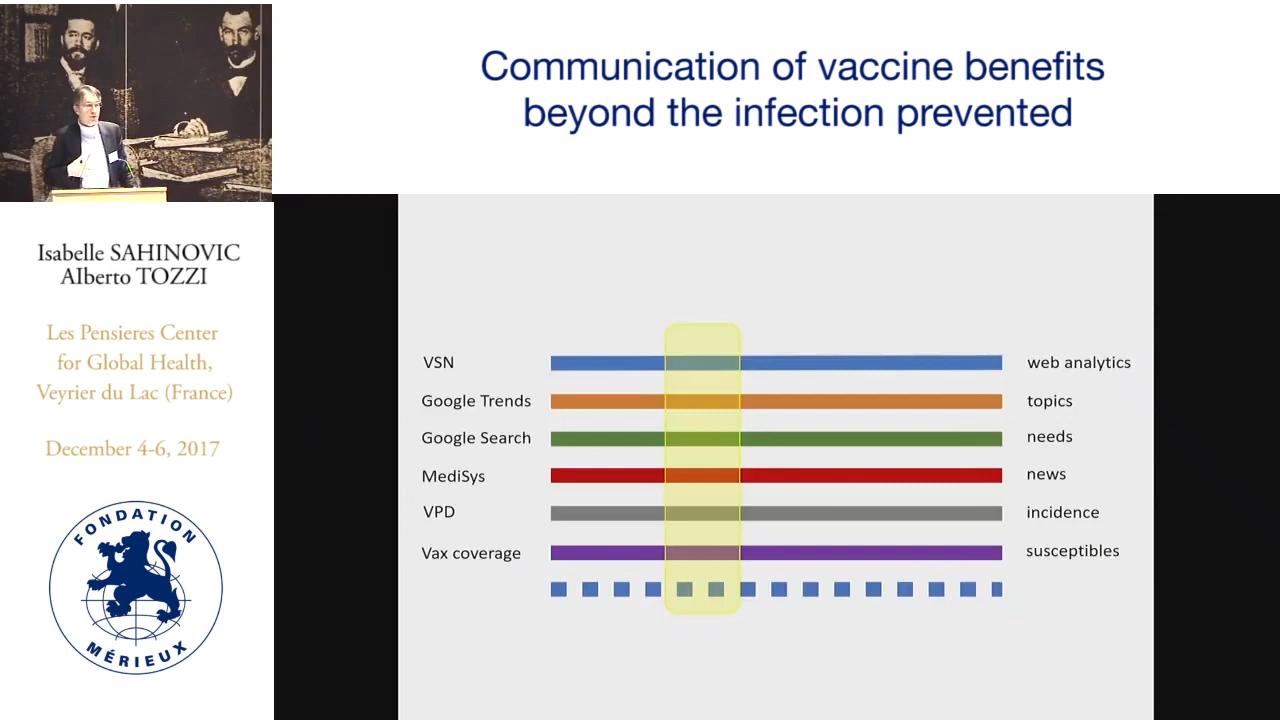 Communication of vaccine benefits
beyond the infection prevented
Isabelle SAHINOVIC
Alberto TOZZI
Les Pensieres Center
for Global Health,
Veyrier du Lac (France)
December 4-6, 2017
FONDATION
MÉRIEUX
VSN web analytics
Google Trends topics
Google Search needs
MediSys news
VPD incidence
Vax coverage susceptibles